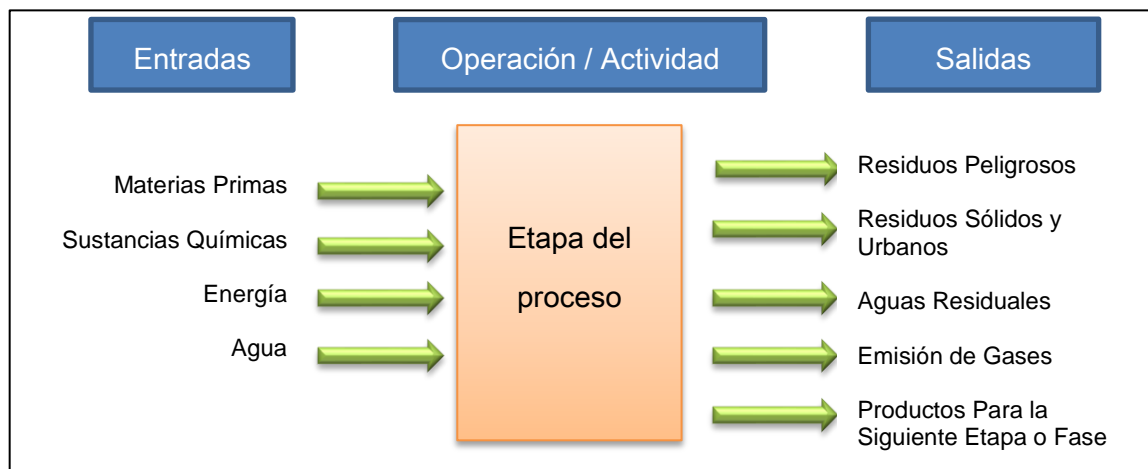 Entradas
Operación / Actividad
Salidas
Materias Primas
Sustancias Químicas
Energía
Agua
Etapa del
proceso
Residuos Peligrosos
Residuos Sólidos y
Urbanos
Aguas Residuales
Emisión de Gases
Productos Para la
Siguiente Etapa o Fase